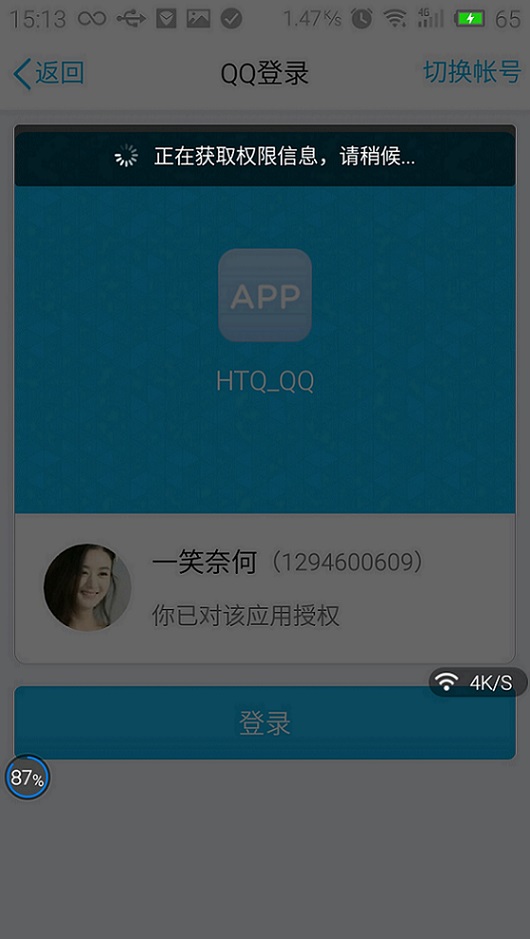 15:13 1.47K/s 4G 65
返回 QQ登录 切换帐号
正在获取权限信息，请稍候...
APP
HTQ_QQ
一笑奈何（1294600609）
你已对该应用授权
4K/S
登录
87%